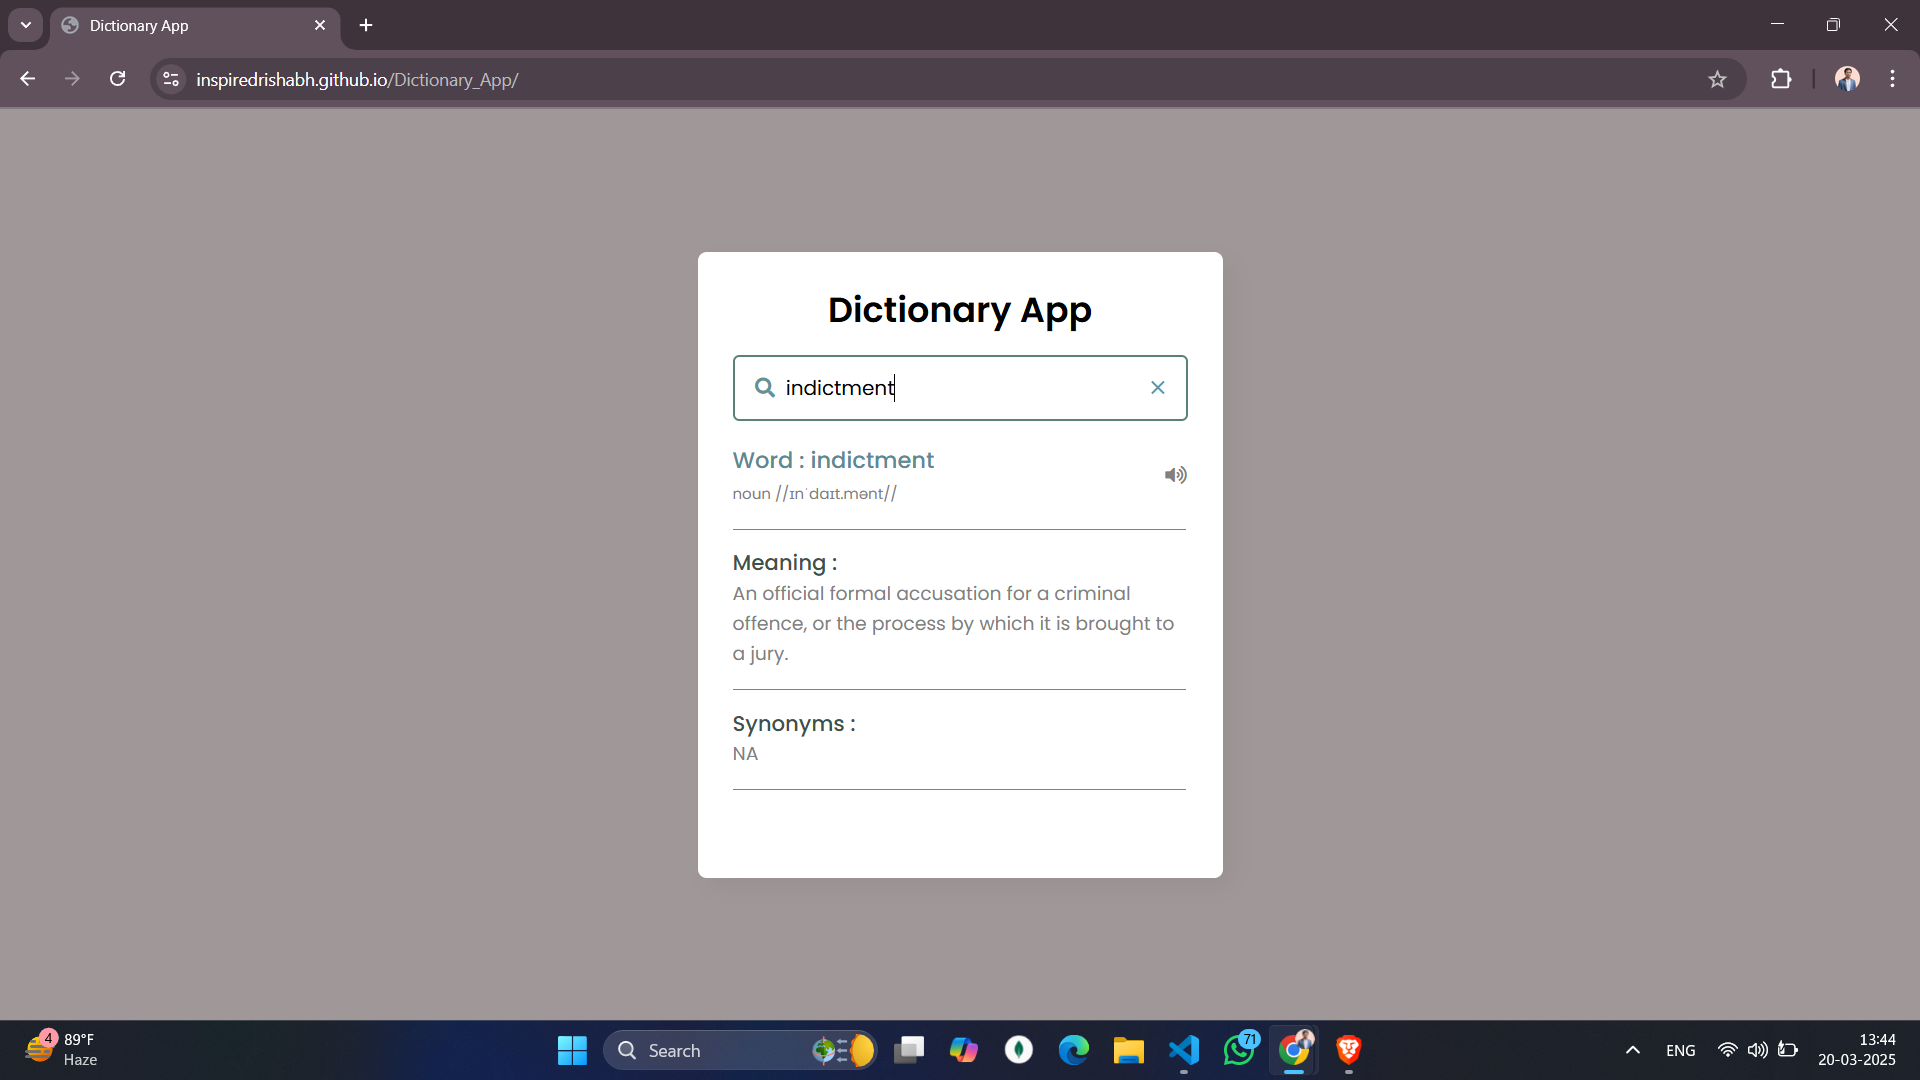 Dictionary App
inspiredrishabh.github.io/Dictionary_App/
Dictionary App
indictment
Word : indictment
noun //ɪnˈdaɪt.mənt//
Meaning :
An official formal accusation for a criminal
offence, or the process by which it is brought to
a jury.
Synonyms :
NA
4
89°F
Haze
Search
71
ENG
13:44
20-03-2025